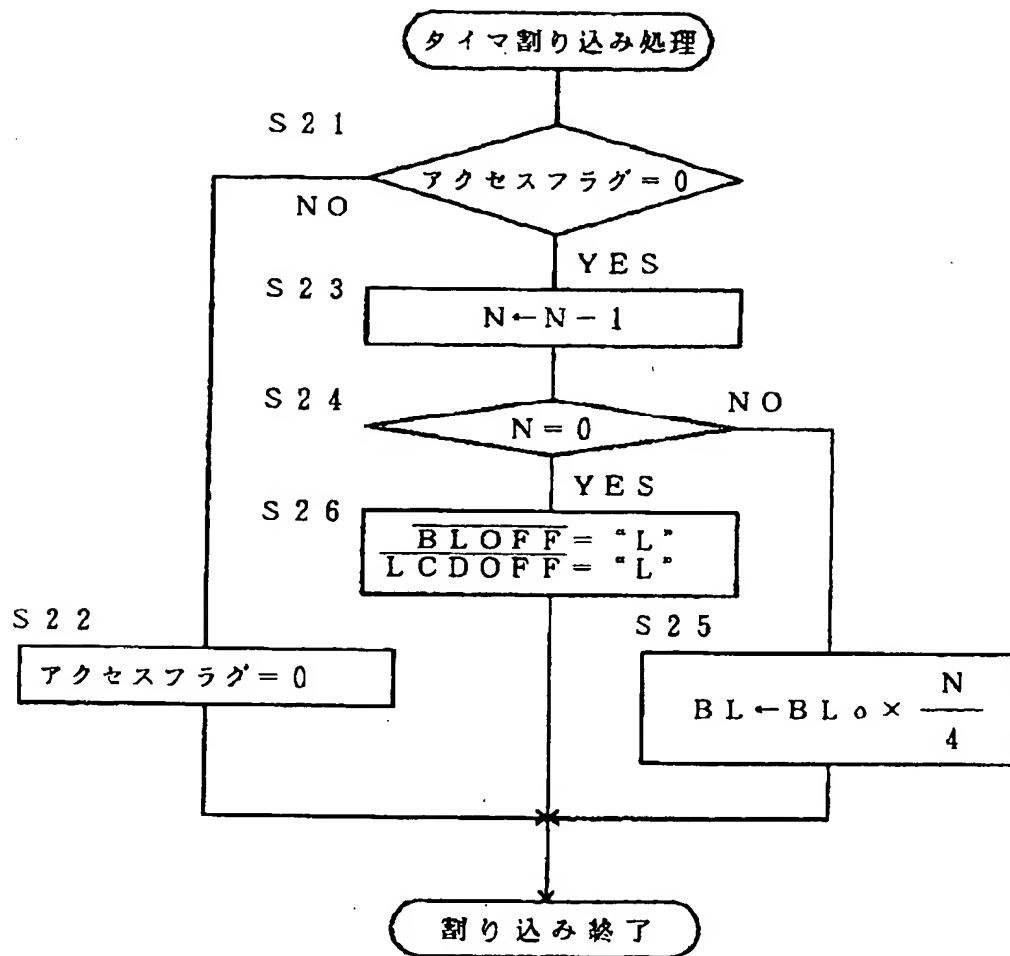 タイマ割り込み処理
S21
アクセスフラグ=0
NO
YES
S23
N←N-1
S24
NO
N=0
YES
S26
B̅L̅O̅F̅F̅="L"
L̅C̅D̅O̅F̅F̅="L"
S22
S25
アクセスフラグ=0
BL←BLo×N/4
割り込み終了